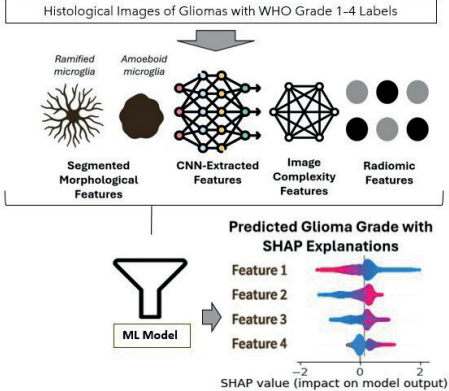 Histological Images of Gliomas with WHO Grade 1-4 Labels
Ramified
microglia
Amoeboid
microglia
Segmented
Morphological
Features
CNN-Extracted
Features
Image
Complexity
Features
Radiomic
Features
Predicted Glioma Grade with
SHAP Explanations
Feature 1
Feature 2
Feature 3
Feature 4
ML Model
−2
0
2
SHAP value (impact on model output)